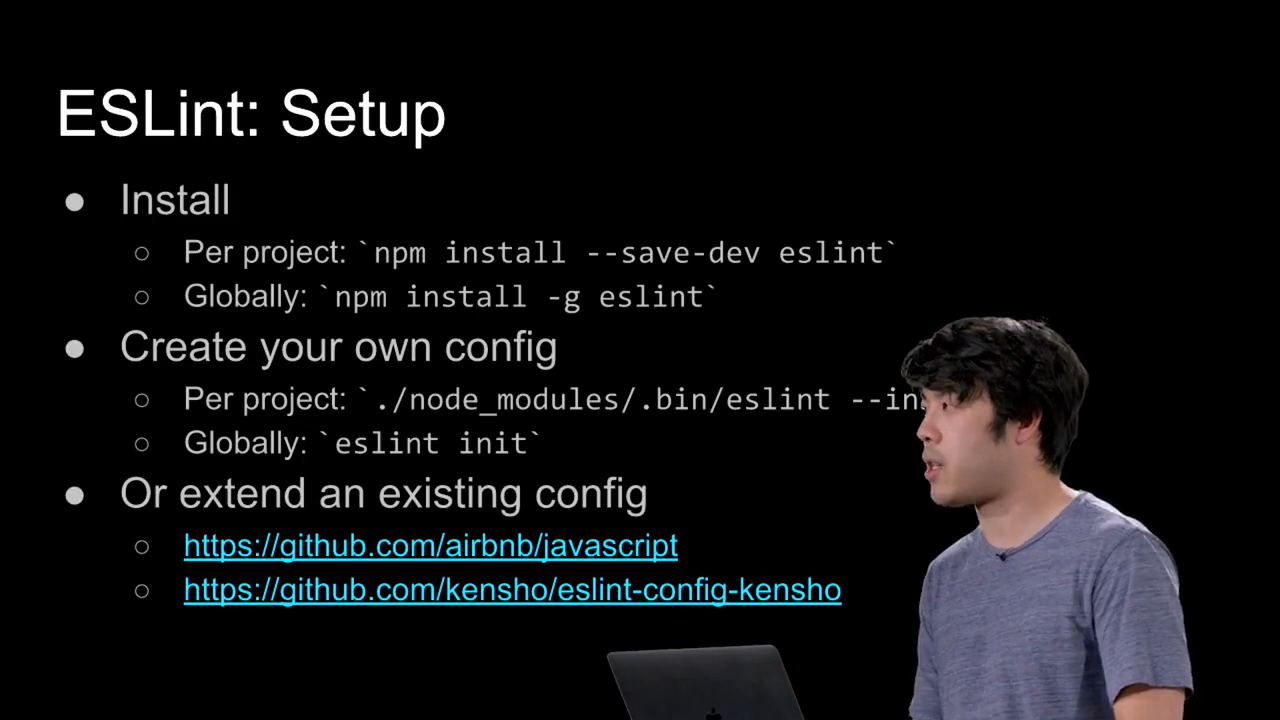 ESLint: Setup
● Install
○ Per project: `npm install --save-dev eslint`
○ Globally: `npm install -g eslint`
● Create your own config
○ Per project: `./node_modules/.bin/eslint --in
○ Globally: `eslint init`
● Or extend an existing config
○ https://github.com/airbnb/javascript
○ https://github.com/kensho/eslint-config-kensho